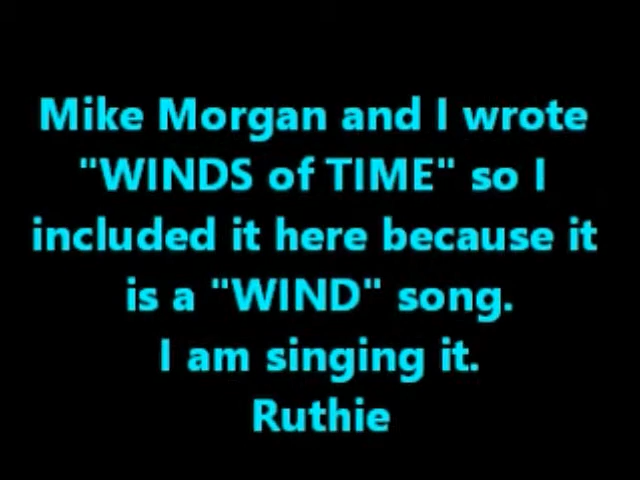 Mike Morgan and I wrote
"WINDS of TIME" so I
included it here because it
is a "WIND" song.
I am singing it.
Ruthie